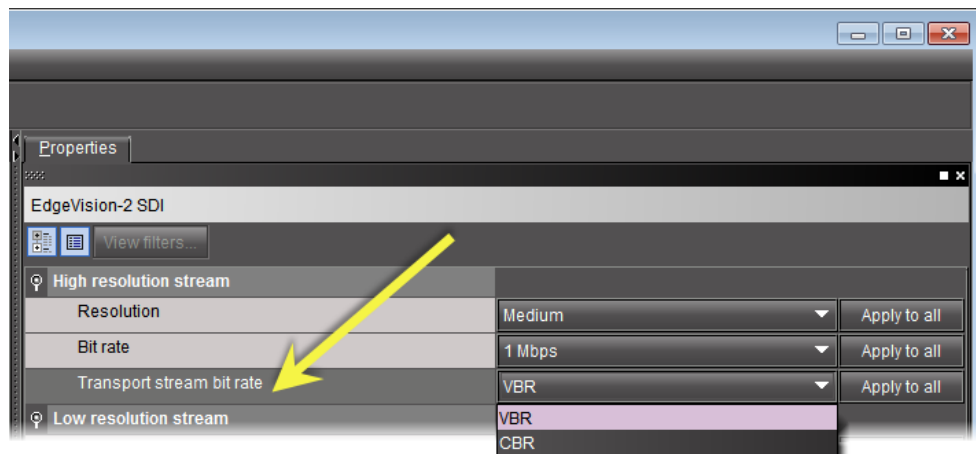 Properties
EdgeVision-2 SDI
View filters...
High resolution stream
Resolution Medium Apply to all
Bit rate 1 Mbps Apply to all
Transport stream bit rate VBR Apply to all
Low resolution stream VBR
CBR